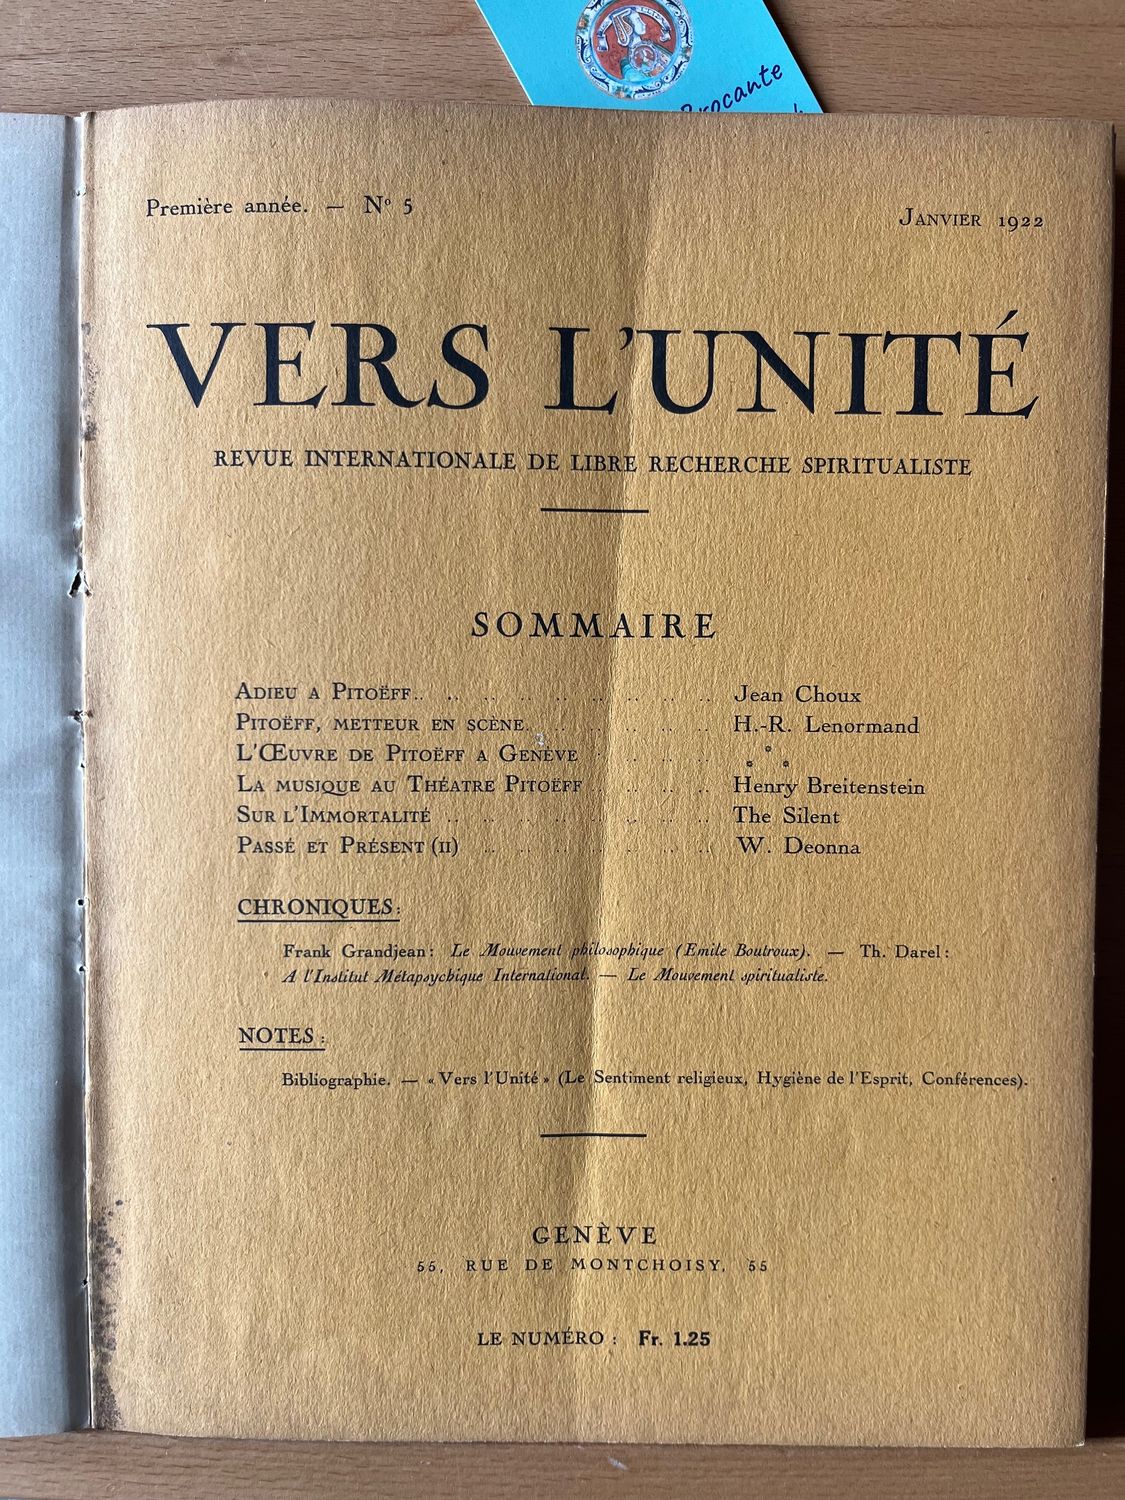 Brocante
Première année. — Nº 5
JANVIER 1922
VERS L'UNITÉ
REVUE INTERNATIONALE DE LIBRE RECHERCHE SPIRITUALISTE
SOMMAIRE
ADIEU A PITOËFF.. .. .. .. .. .. .. .. .. Jean Choux
PITOËFF, METTEUR EN SCÈNE. .. .. .. .. .. H.-R. Lenormand
L'ŒUVRE DE PITOËFF A GENÈVE .. .. .. .. * * *
LA MUSIQUE AU THÉATRE PITOËFF .. .. .. .. Henry Breitenstein
SUR L'IMMORTALITÉ .. .. .. .. .. .. .. .. The Silent
PASSÉ ET PRÉSENT (II) .. .. .. .. .. .. .. W. Deonna
CHRONIQUES:
Frank Grandjean: Le Mouvement philosophique (Emile Boutroux). — Th. Darel:
A l'Institut Métapsychique International. — Le Mouvement spiritualiste.
NOTES :
Bibliographie. — « Vers l'Unité » (Le Sentiment religieux, Hygiène de l'Esprit, Conférences).
GENÈVE
55, RUE DE MONTCHOISY, 55
LE NUMÉRO : Fr. 1.25